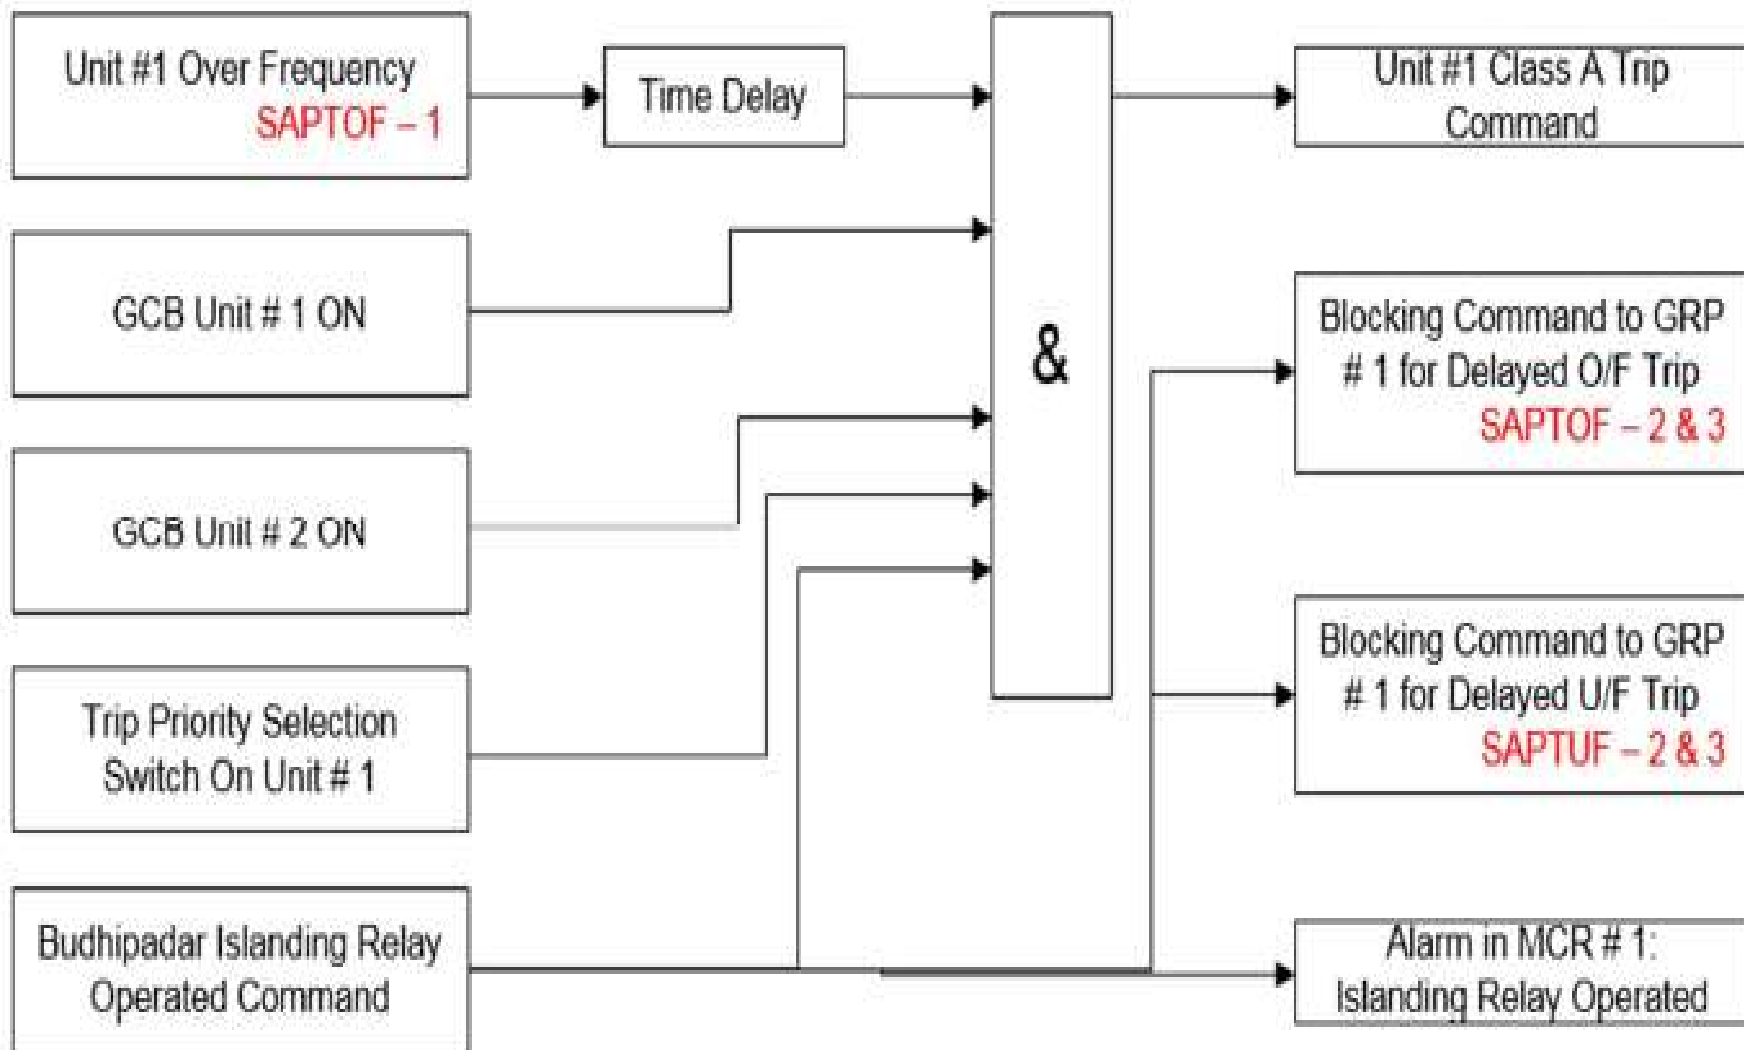 Unit #1 Over Frequency
SAPTOF – 1
Time Delay
Unit #1 Class A Trip
Command
GCB Unit # 1 ON
&
Blocking Command to GRP
# 1 for Delayed O/F Trip
SAPTOF – 2 & 3
GCB Unit # 2 ON
Trip Priority Selection
Switch On Unit # 1
Blocking Command to GRP
# 1 for Delayed U/F Trip
SAPTUF – 2 & 3
Budhipadar Islanding Relay
Operated Command
Alarm in MCR # 1:
Islanding Relay Operated